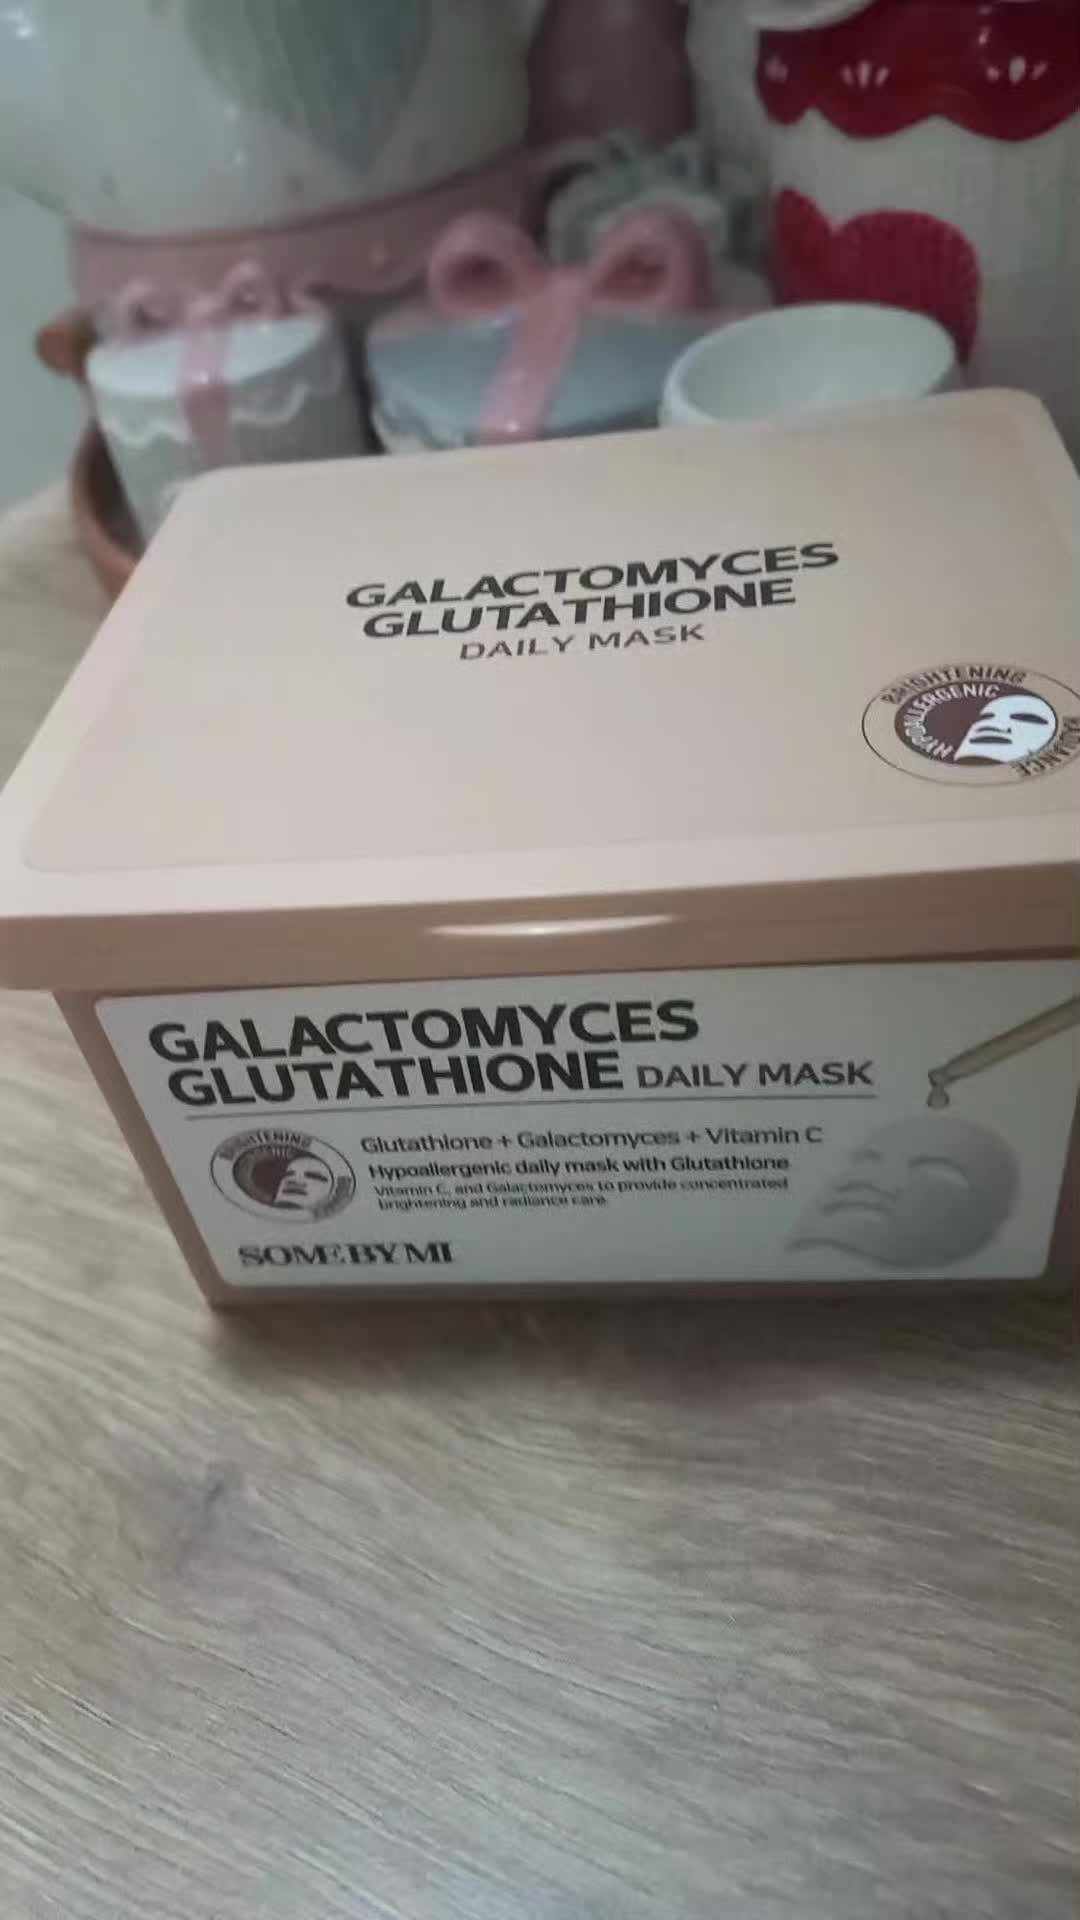 GALACTOMYCES
GLUTATHIONE
DAILY MASK
BRIGHTENING
HYPOALLERGENIC
RADIANCE
GALACTOMYCES
GLUTATHIONE DAILY MASK
BRIGHTENING
Glutathione + Galactomyces + Vitamin C
Hypoallergenic daily mask with Glutathione
Vitamin C, and Galactomyces to provide concentrated
brightening and radiance care.
SOME BY MI